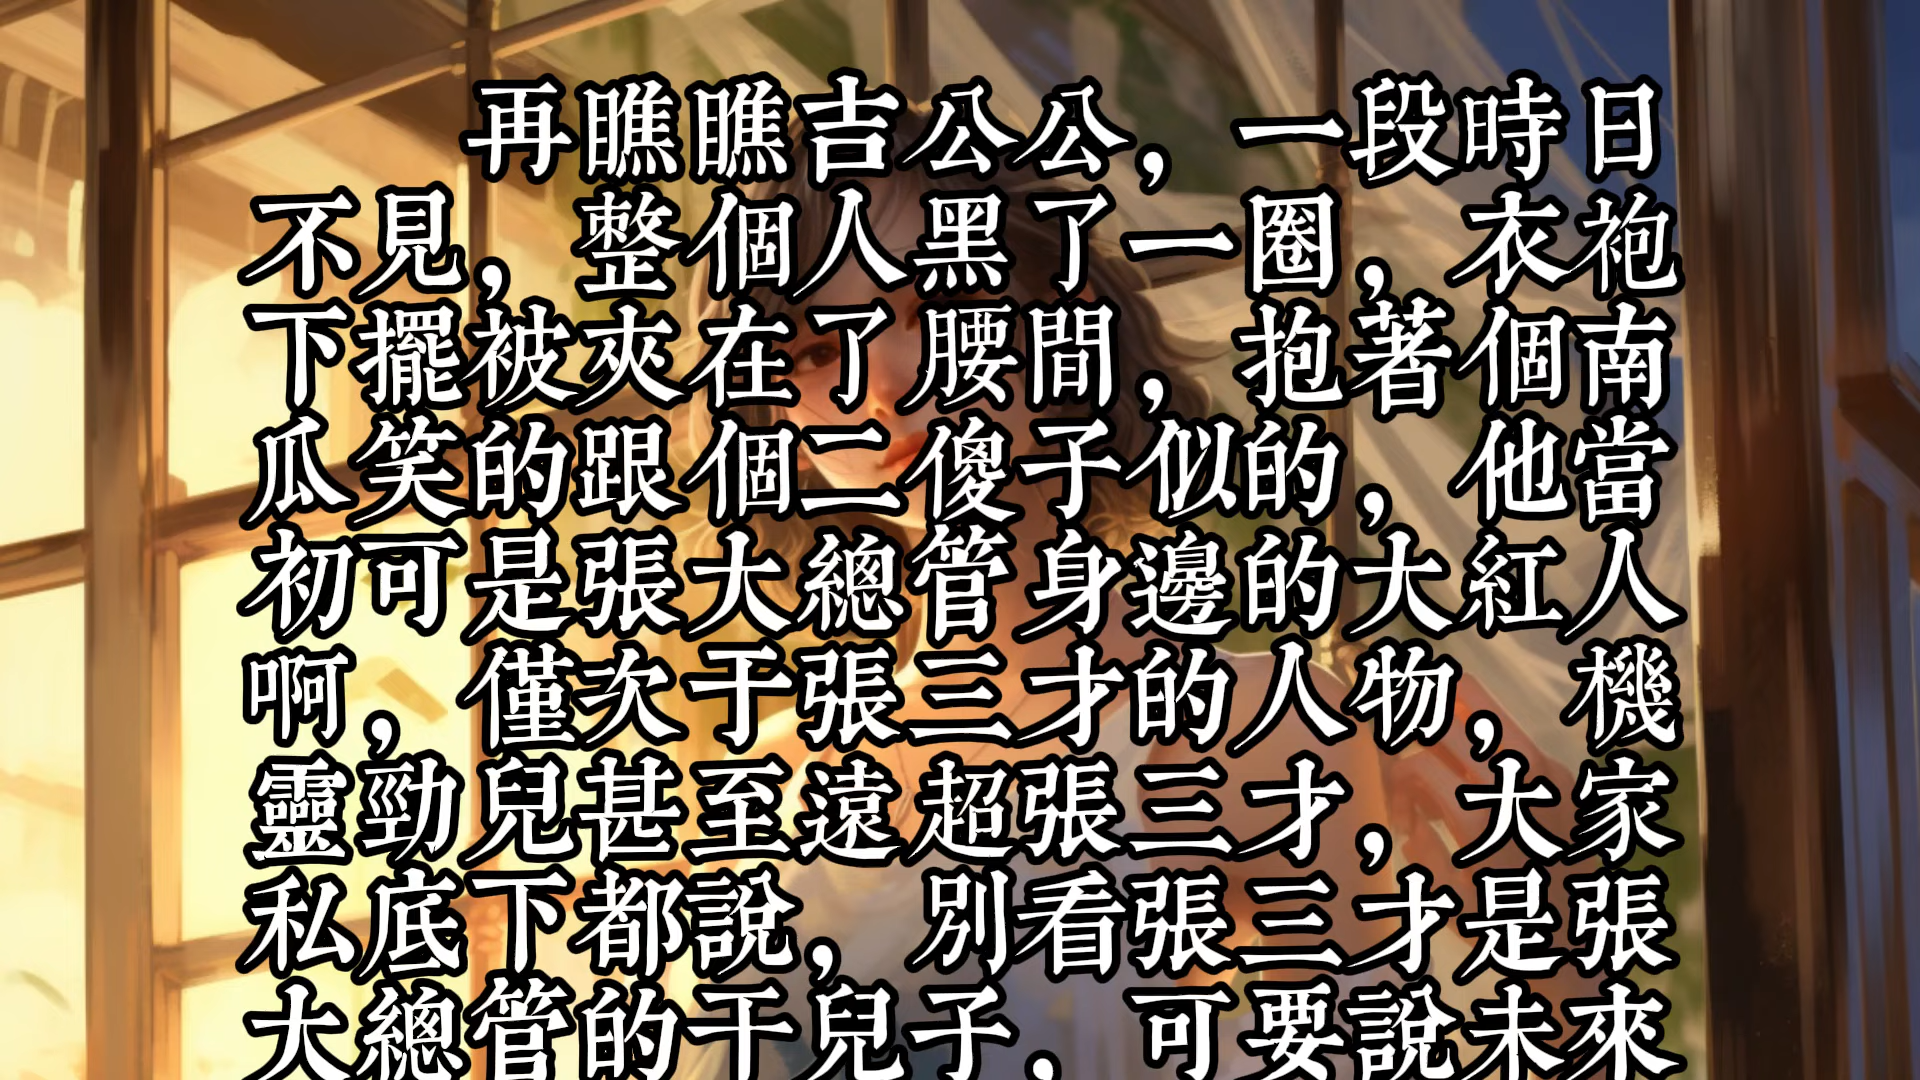 再瞧瞧吉公公，一段時日
不見，整個人黑了一圈，衣袍
下擺被夾在了腰間，抱著個南
瓜笑的跟個二傻子似的，他當
初可是張大總管身邊的大紅人
啊，僅次于張三才的人物，機
靈勁兒甚至遠超張三才，大家
私底下都說，別看張三才是張
大總管的干兒子，可要說未來